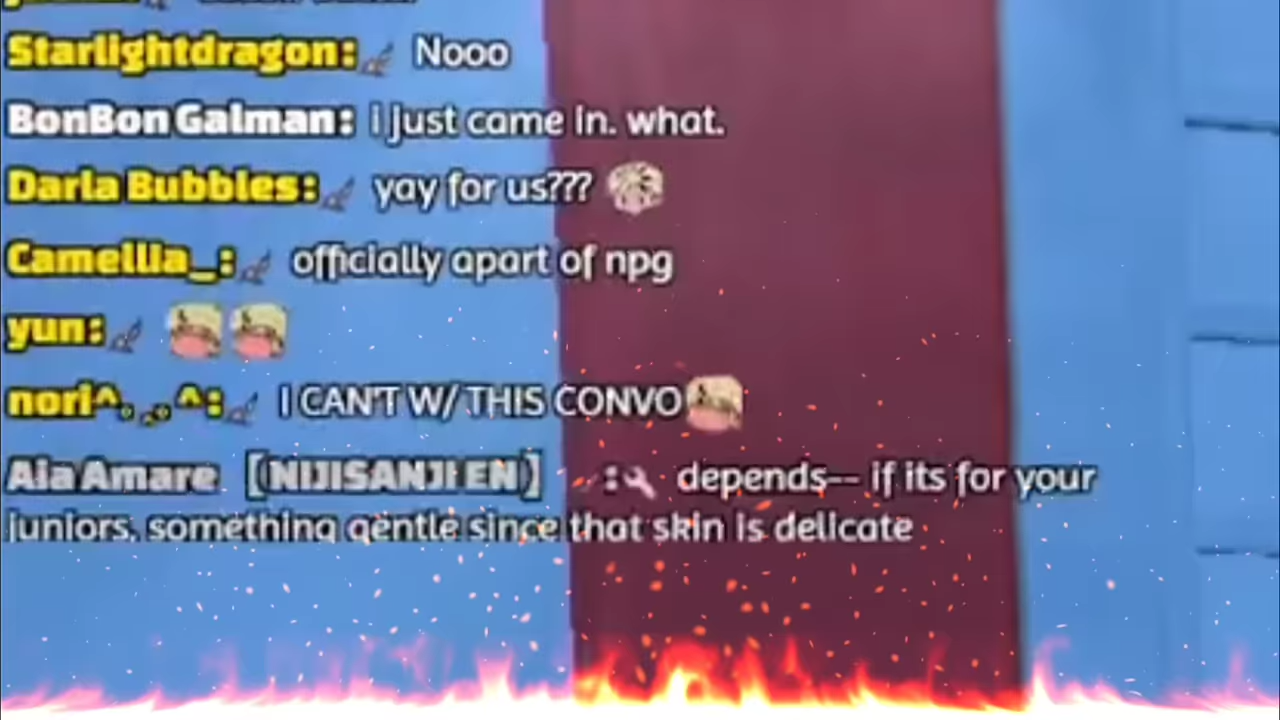 Starlightdragon: Nooo
BonBon Galman: i just came in. what.
Darla Bubbles: yay for us???
Camellia_: officially apart of npg
yun:
nori^. .^: I CAN'T W/ THIS CONVO
Aia Amare 【NIJISANJI EN】 : depends-- if its for your
juniors, something gentle since that skin is delicate